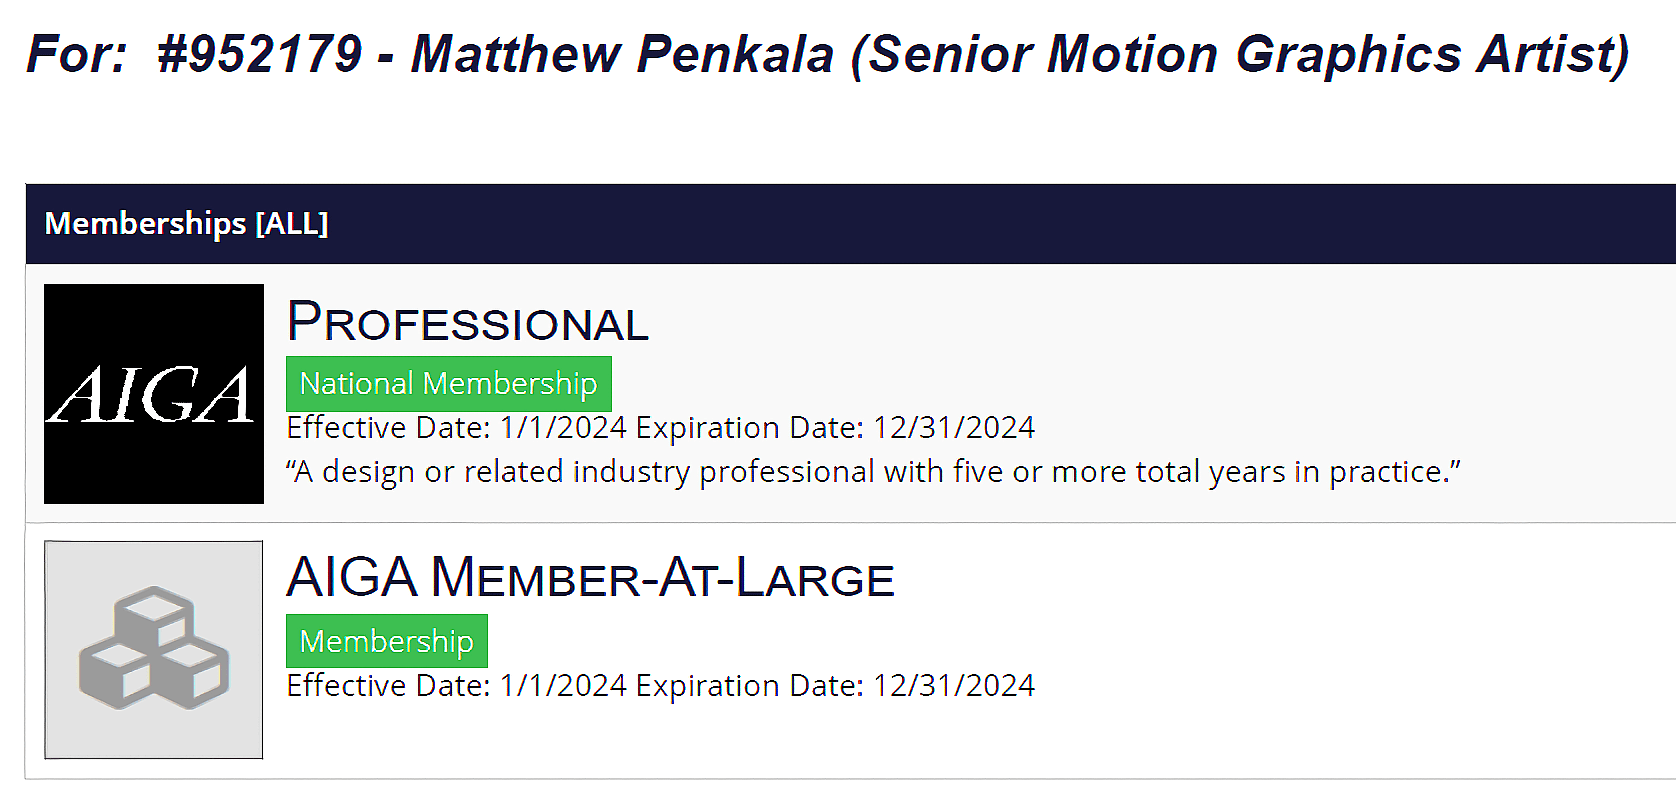 For: #952179 - Matthew Penkala (Senior Motion Graphics Artist)
Memberships [ALL]
AIGA
PROFESSIONAL
National Membership
Effective Date: 1/1/2024 Expiration Date: 12/31/2024
“A design or related industry professional with five or more total years in practice.”
AIGA MEMBER-AT-LARGE
Membership
Effective Date: 1/1/2024 Expiration Date: 12/31/2024